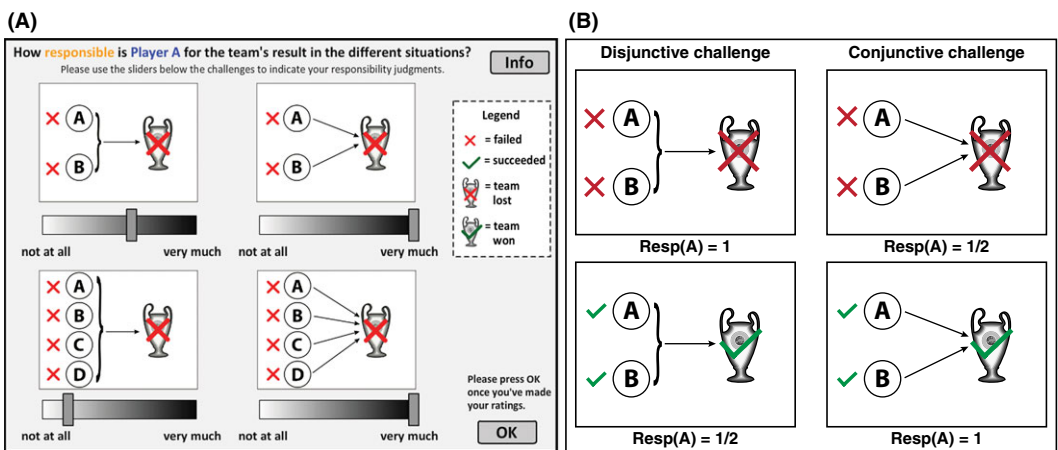 (A)
How responsible is Player A for the team's result in the different situations?
Please use the sliders below the challenges to indicate your responsibility judgments.
Info
A
B
not at all
very much
A
B
not at all
very much
Legend
= failed
= succeeded
= team
lost
= team
won
A
B
C
D
not at all
very much
A
B
C
D
not at all
very much
Please press OK
once you've made
your ratings.
OK
(B)
Disjunctive challenge
Conjunctive challenge
A
B
Resp(A) = 1
A
B
Resp(A) = 1/2
A
B
Resp(A) = 1/2
A
B
Resp(A) = 1